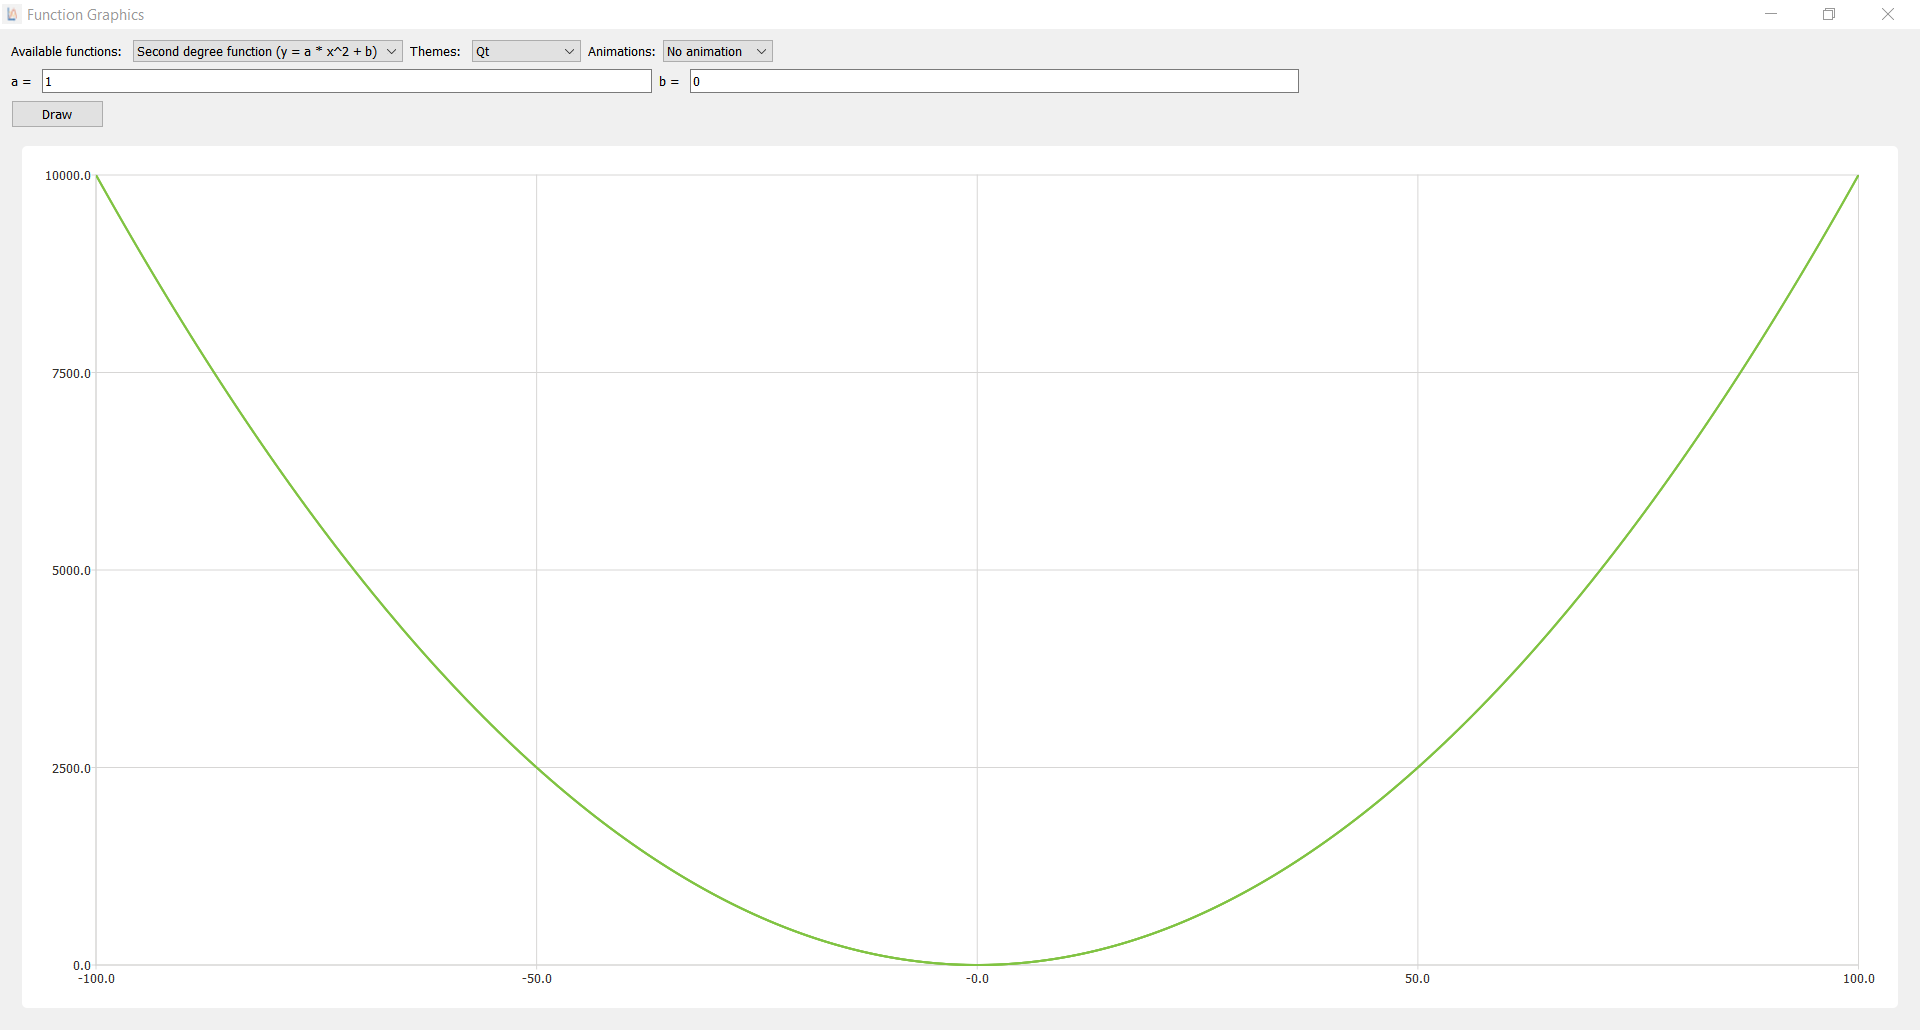 Function Graphics
Available functions: Second degree function (y = a * x^2 + b) Themes: Qt Animations: No animation
a = 1 b = 0
Draw
10000.0
7500.0
5000.0
2500.0
0.0
-100.0 -50.0 -0.0 50.0 100.0